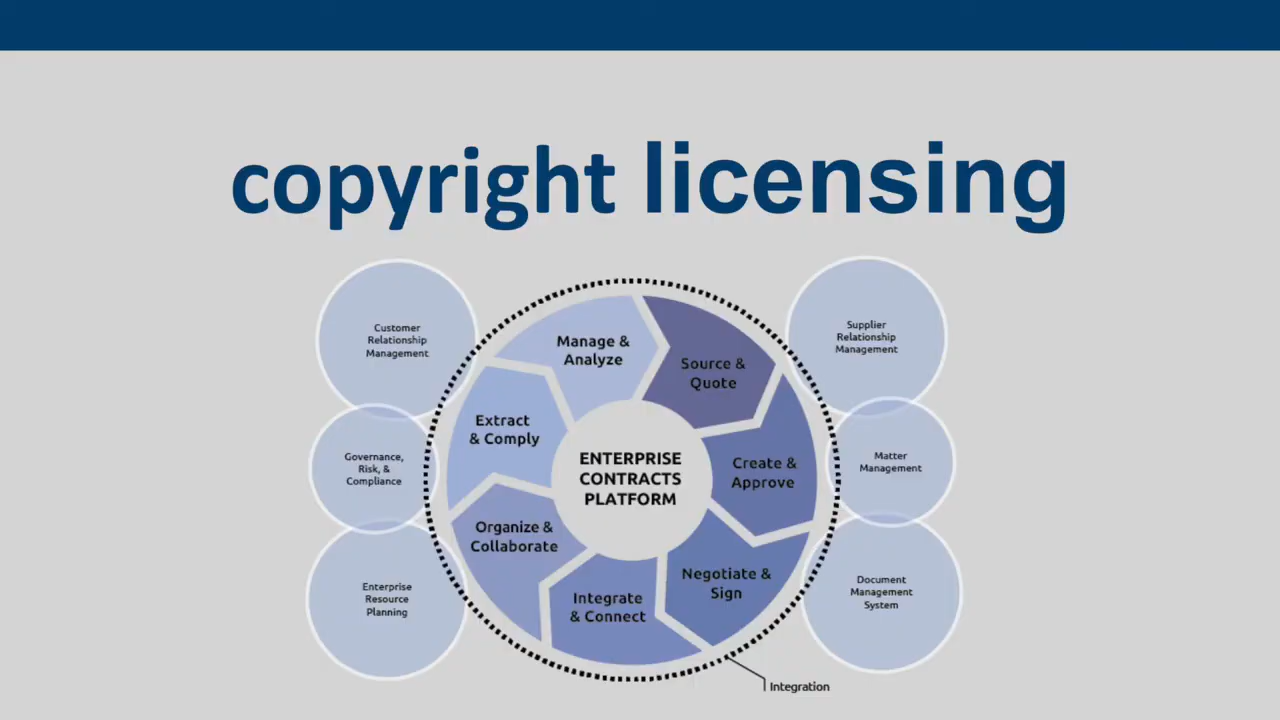 copyright licensing
Customer
Relationship
Management
Governance,
Risk, &
Compliance
Enterprise
Resource
Planning
Manage &
Analyze
Source &
Quote
Create &
Approve
Negotiate &
Sign
Integrate
& Connect
Organize &
Collaborate
Extract
& Comply
ENTERPRISE
CONTRACTS
PLATFORM
Supplier
Relationship
Management
Matter
Management
Document
Management
System
Integration